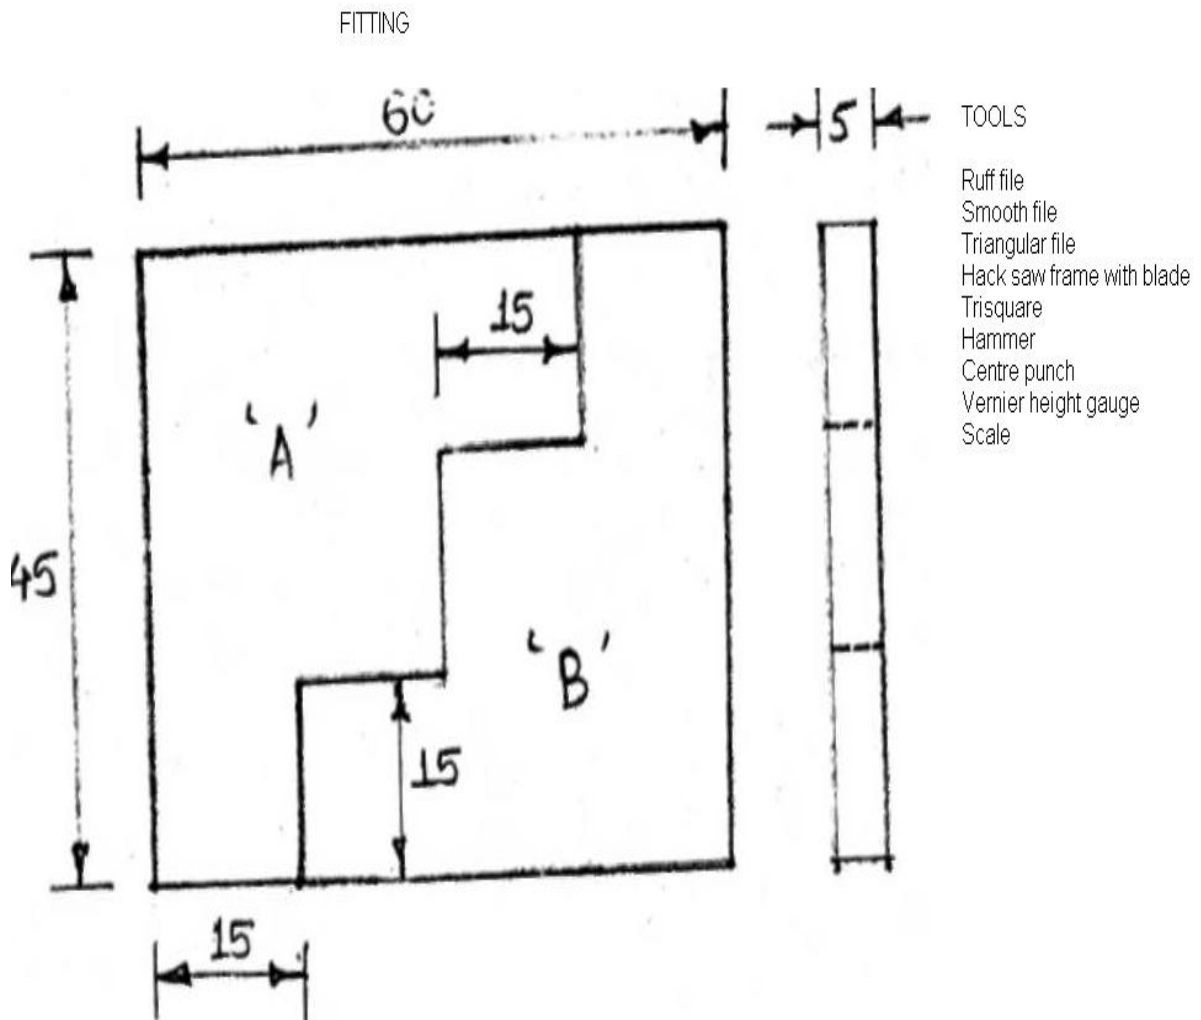 FITTING
60
5
TOOLS
Ruff file
Smooth file
Triangular file
Hack saw frame with blade
Trisquare
Hammer
Centre punch
Vernier height gauge
Scale
15
'A'
45
'B'
15
15